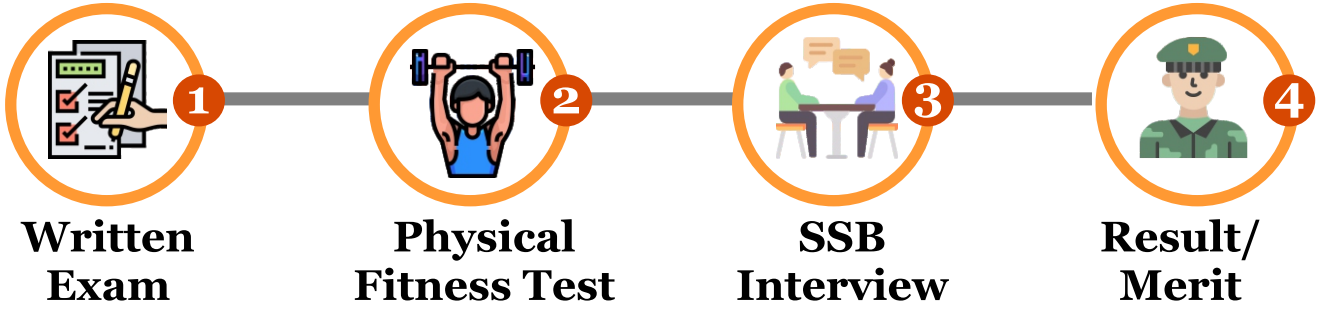 1
Written
Exam
2
Physical
Fitness Test
3
SSB
Interview
4
Result/
Merit